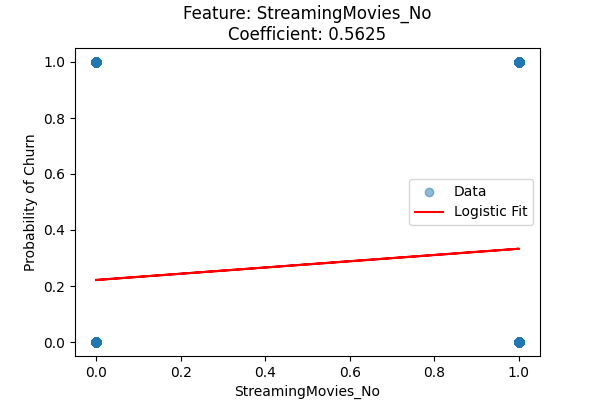 Feature: StreamingMovies_No
Coefficient: 0.5625
Probability of Churn
1.0
0.8
0.6
0.4
0.2
0.0
Data
Logistic Fit
0.0 0.2 0.4 0.6 0.8 1.0
StreamingMovies_No